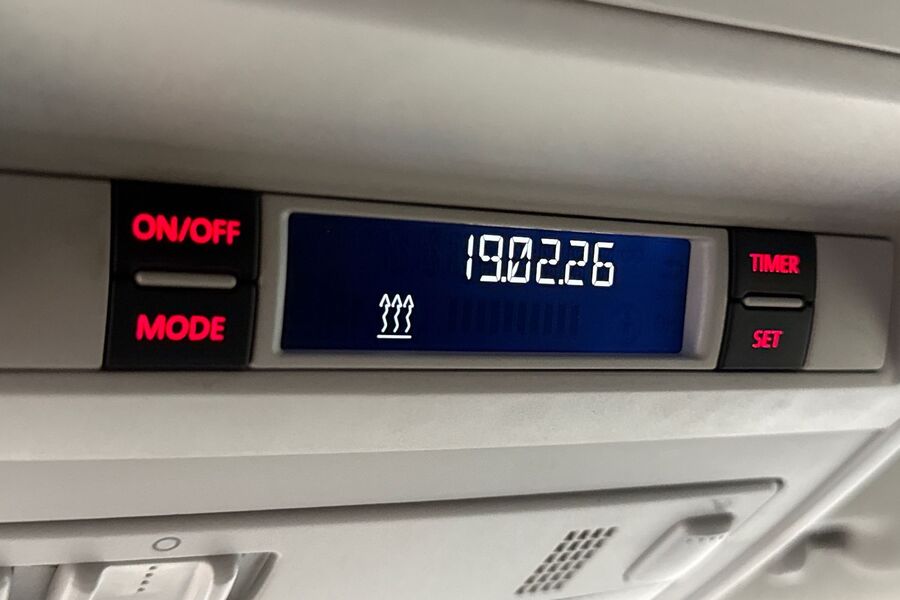 ON/OFF
19.02.26
TIMER
MODE
SET